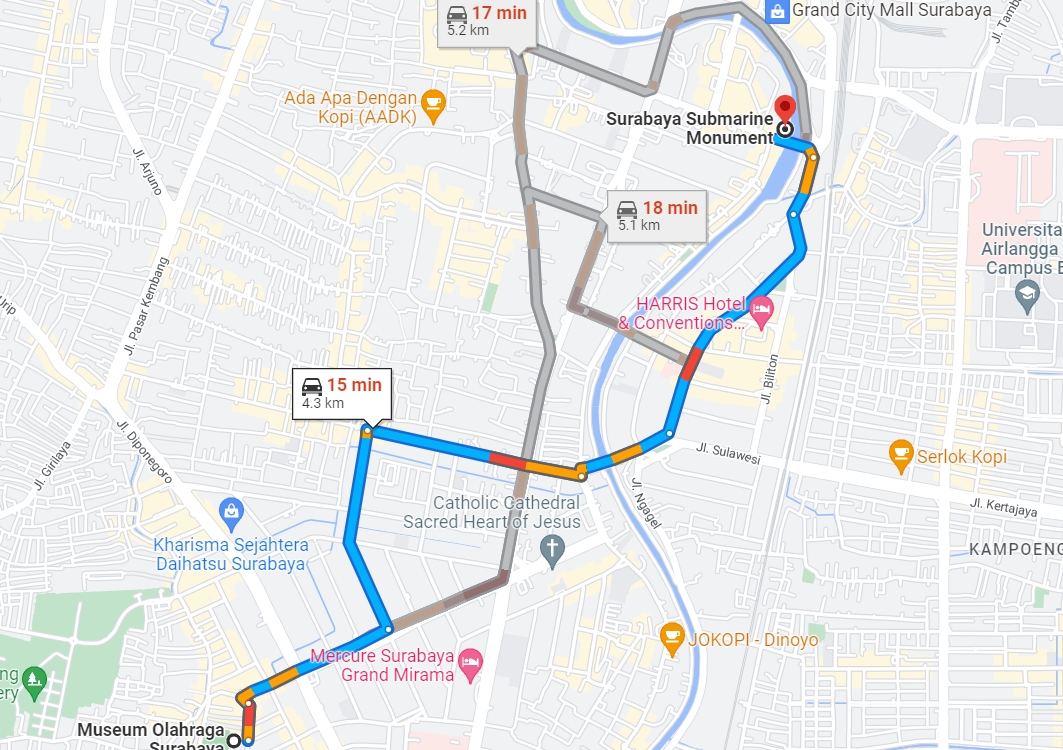 17 min
5.2 km
Grand City Mall Surabaya
Ada Apa Dengan
Kopi (AADK)
Surabaya Submarine
Monument
Jl. Arjuno
18 min
5.1 km
Universita
Airlangga
Campus
Jl. Pasar Kembang
HARRIS Hotel
& Conventions...
Jl. Biliton
15 min
4.3 km
Jl. Diponegoro
Jl. Girilaya
Jl. Sulawesi
Serlok Kopi
Jl. Ngagel
Catholic Cathedral
Sacred Heart of Jesus
Jl. Kertajaya
Kharisma Sejahtera
Daihatsu Surabaya
KAMPOENG
JOKOPI - Dinoyo
Mercure Surabaya
Grand Mirama
Museum Olahraga
Surabaya